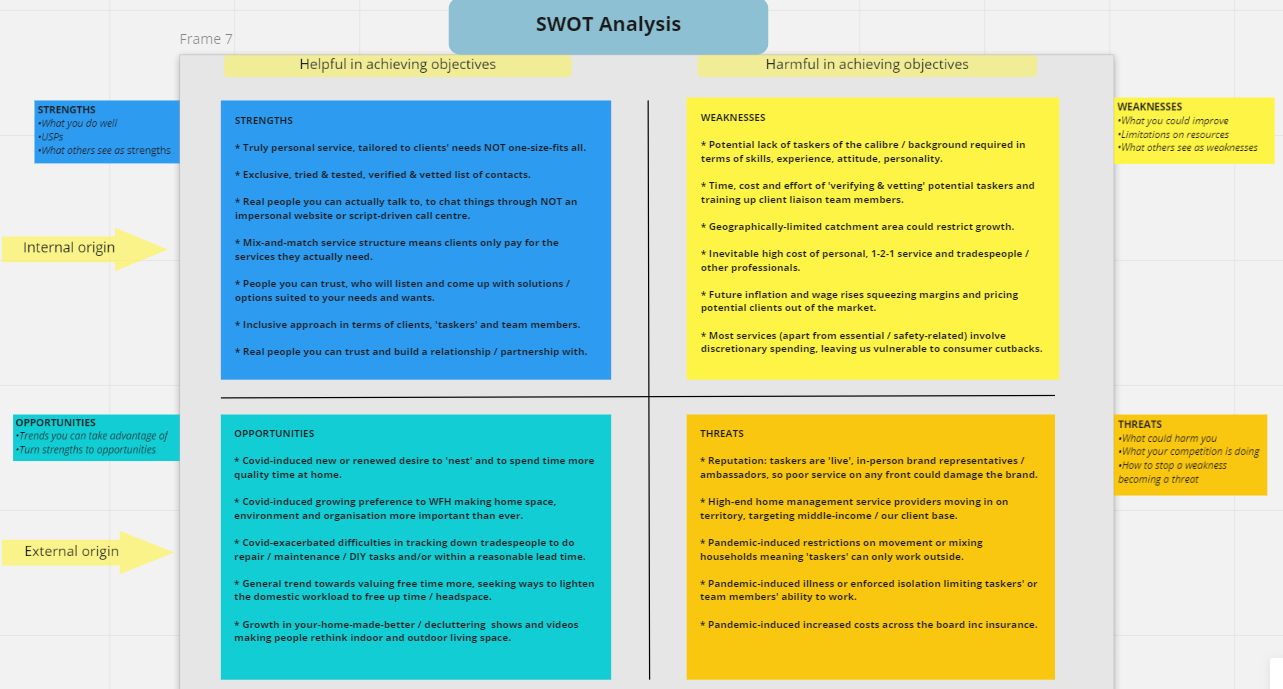 SWOT Analysis
Frame 7
Helpful in achieving objectives
Harmful in achieving objectives
STRENGTHS
•What you do well
•USPs
•What others see as strengths
Internal origin
STRENGTHS
* Truly personal service, tailored to clients' needs NOT one-size-fits all.
* Exclusive, tried & tested, verified & vetted list of contacts.
* Real people you can actually talk to, to chat things through NOT an
impersonal website or script-driven call centre.
* Mix-and-match service structure means clients only pay for the
services they actually need.
* People you can trust, who will listen and come up with solutions /
options suited to your needs and wants.
* Inclusive approach in terms of clients, 'taskers' and team members.
* Real people you can trust and build a relationship / partnership with.
WEAKNESSES
* Potential lack of taskers of the calibre / background required in
terms of skills, experience, attitude, personality.
* Time, cost and effort of 'verifying & vetting' potential taskers and
training up client liaison team members.
* Geographically-limited catchment area could restrict growth.
* Inevitable high cost of personal, 1-2-1 service and tradespeople /
other professionals.
* Future inflation and wage rises squeezing margins and pricing
potential clients out of the market.
* Most services (apart from essential / safety-related) involve
discretionary spending, leaving us vulnerable to consumer cutbacks.
WEAKNESSES
•What you could improve
•Limitations on resources
•What others see as weaknesses
OPPORTUNITIES
•Trends you can take advantage of
•Turn strengths to opportunities
External origin
OPPORTUNITIES
* Covid-induced new or renewed desire to 'nest' and to spend time more
quality time at home.
* Covid-induced growing preference to WFH making home space,
environment and organisation more important than ever.
* Covid-exacerbated difficulties in tracking down tradespeople to do
repair / maintenance / DIY tasks and/or within a reasonable lead time.
* General trend towards valuing free time more, seeking ways to lighten
the domestic workload to free up time / headspace.
* Growth in your-home-made-better / decluttering shows and videos
making people rethink indoor and outdoor living space.
THREATS
* Reputation: taskers are 'live', in-person brand representatives /
ambassadors, so poor service on any front could damage the brand.
* High-end home management service providers moving in on
territory, targeting middle-income / our client base.
* Pandemic-induced restrictions on movement or mixing
households meaning 'taskers' can only work outside.
* Pandemic-induced illness or enforced isolation limiting taskers' or
team members' ability to work.
* Pandemic-induced increased costs across the board inc insurance.
THREATS
•What could harm you
•What your competition is doing
•How to stop a weakness
becoming a threat